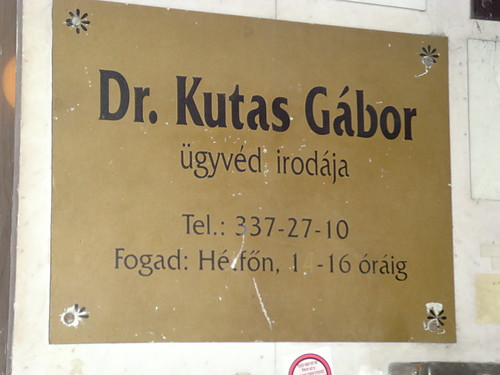 Dr. Kutas Gábor
ügyvéd irodája
Tel.: 337-27-10
Fogad: Hétfőn, 1 -16 óráig